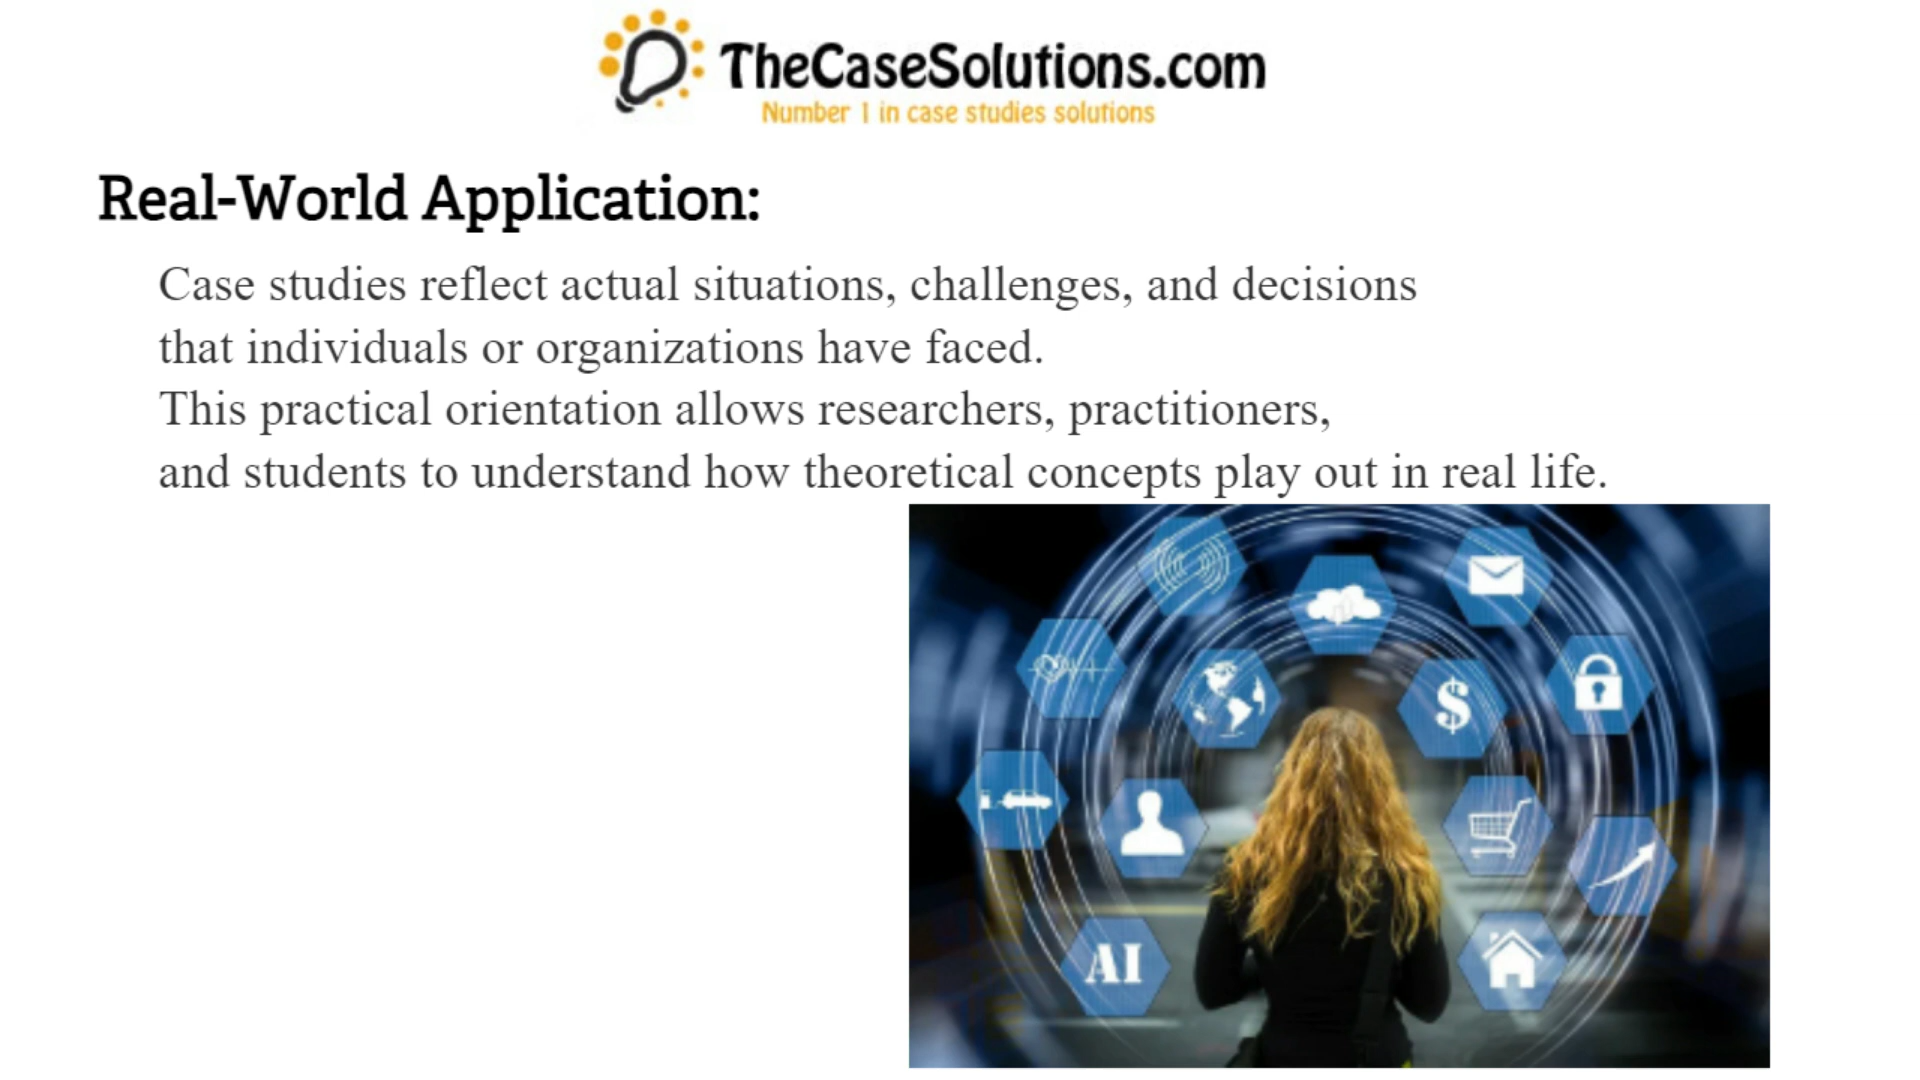 TheCaseSolutions.com
Number 1 in case studies solutions
Real-World Application:
Case studies reflect actual situations, challenges, and decisions
that individuals or organizations have faced.
This practical orientation allows researchers, practitioners,
and students to understand how theoretical concepts play out in real life.
$
AI